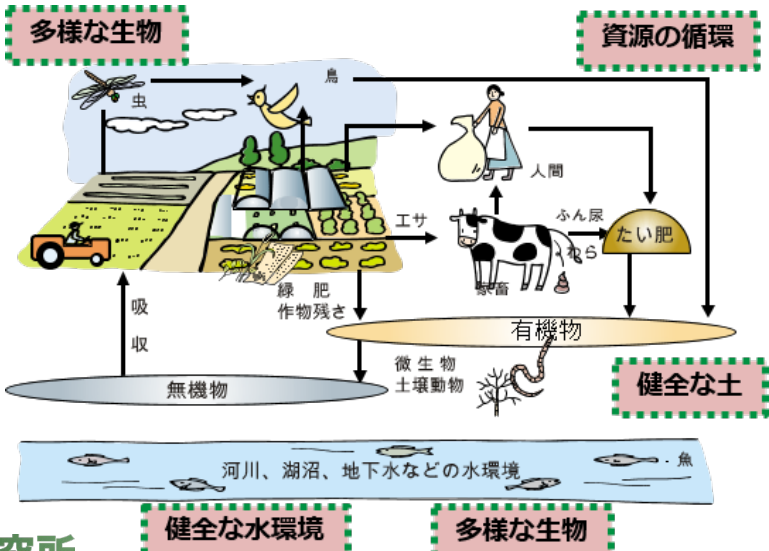 多様な生物
資源の循環
虫
鳥
人間
エサ
ふん尿
わら
たい肥
家畜
緑肥
作物残さ
吸
収
有機物
微生物
土壌動物
無機物
健全な土
河川、湖沼、地下水などの水環境
魚
健全な水環境
多様な生物
究所